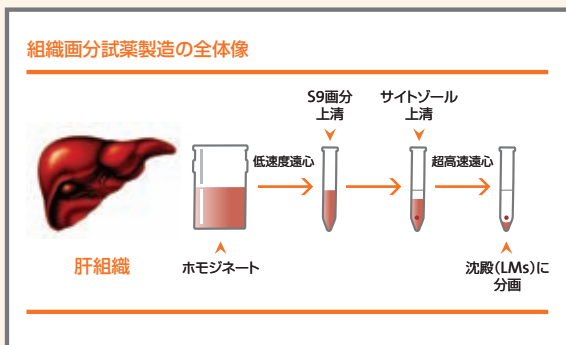 組織画分試薬製造の全体像
S9画分
上清
サイトゾール
上清
低速度遠心
超高速遠心
肝組織
ホモジネート
沈殿(LMs)に
分画